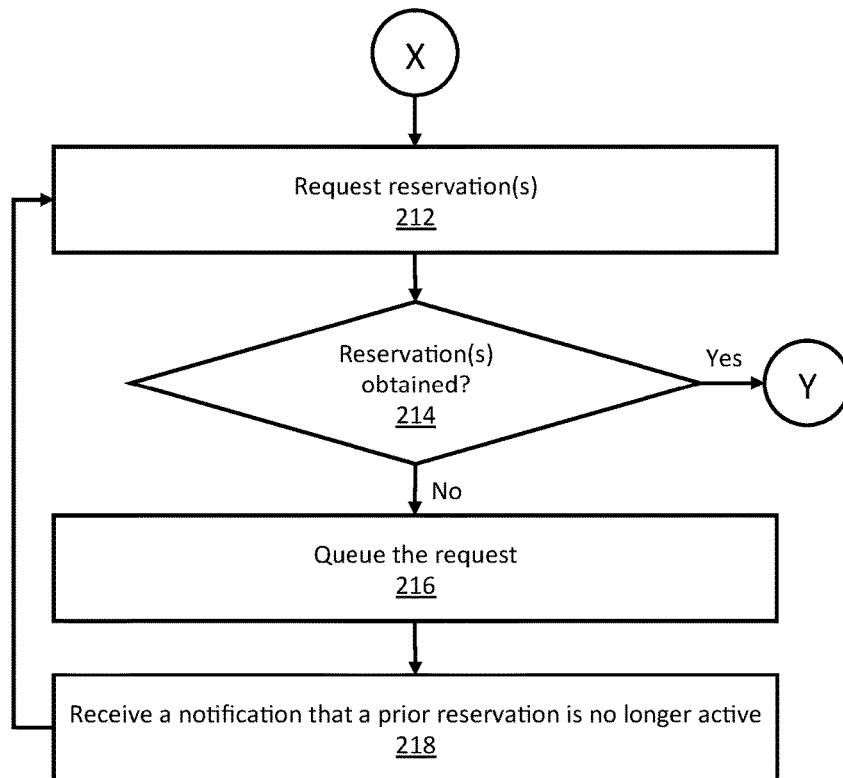 X
Request reservation(s)
212
Reservation(s)
obtained?
214
Yes
Y
No
Queue the request
216
Receive a notification that a prior reservation is no longer active
218